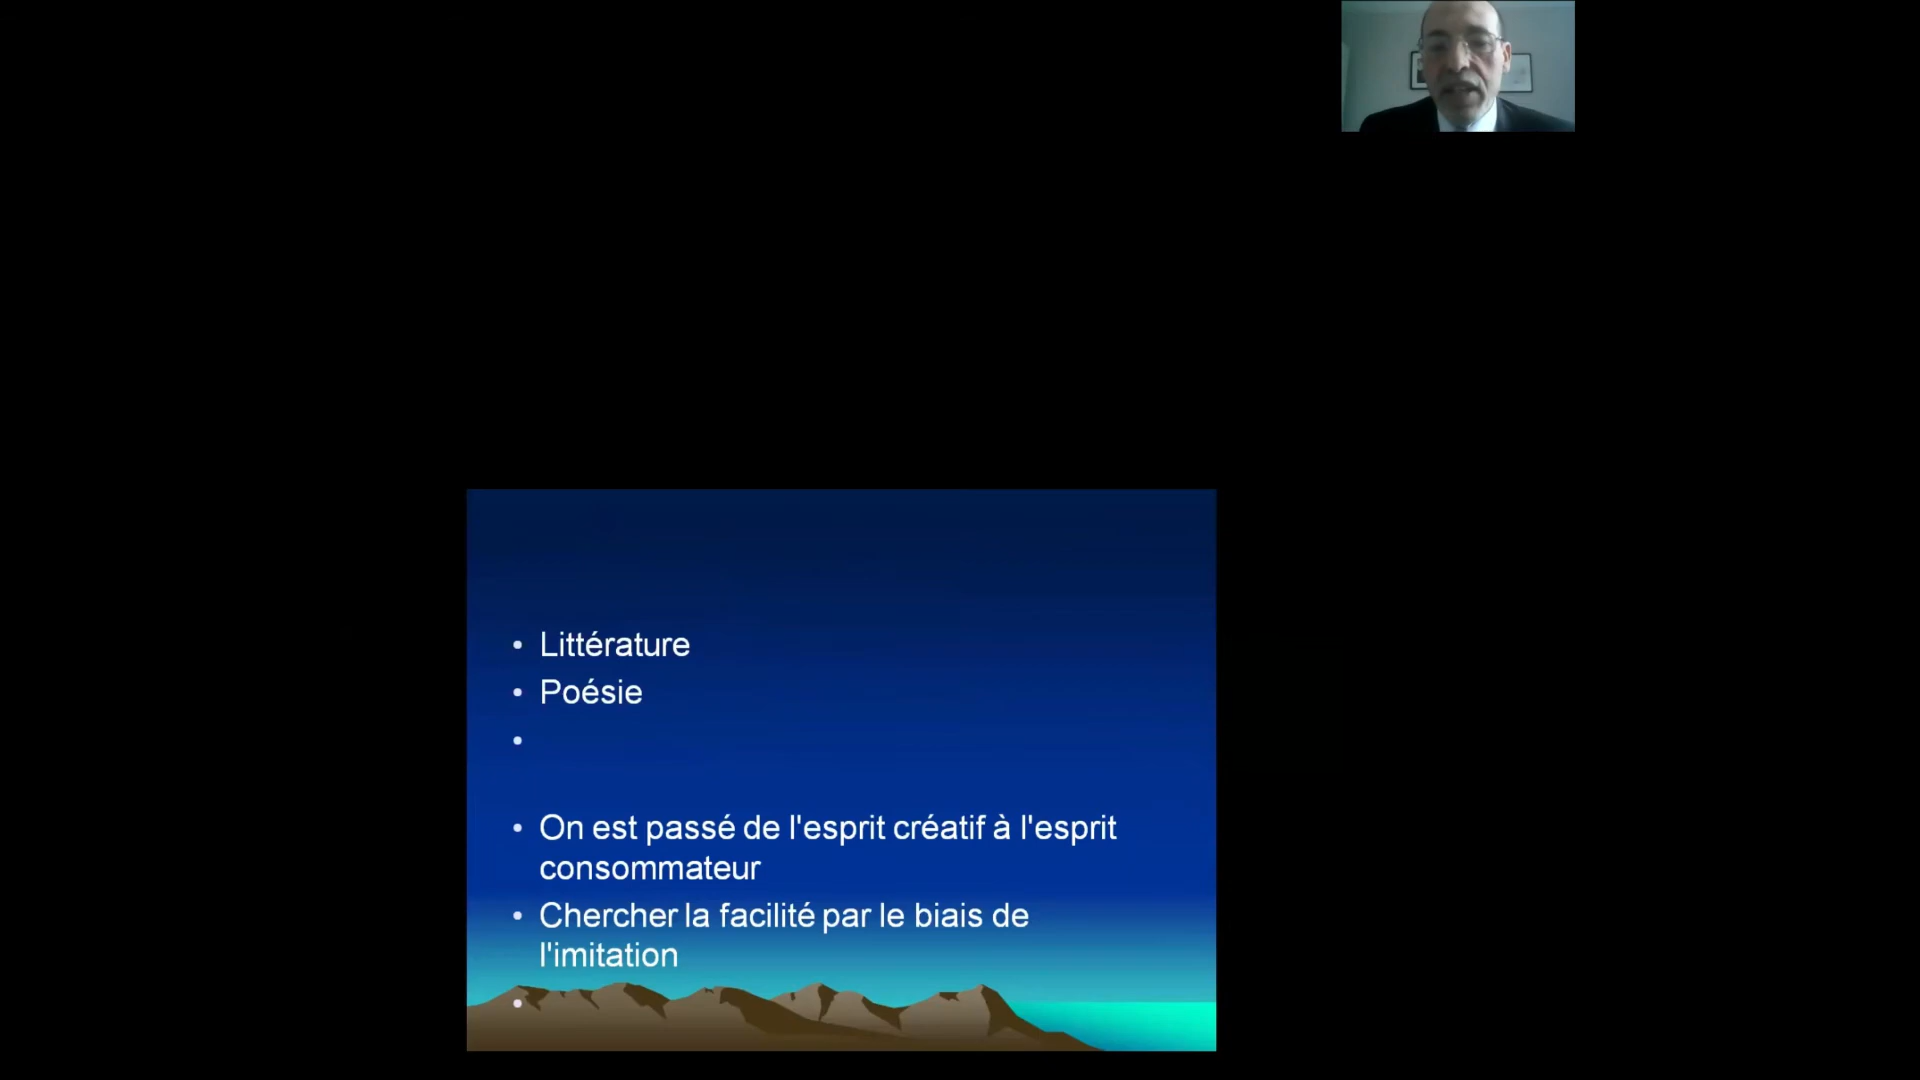 • Littérature
• Poésie
•
• On est passé de l'esprit créatif à l'esprit
consommateur
• Chercher la facilité par le biais de
l'imitation
•